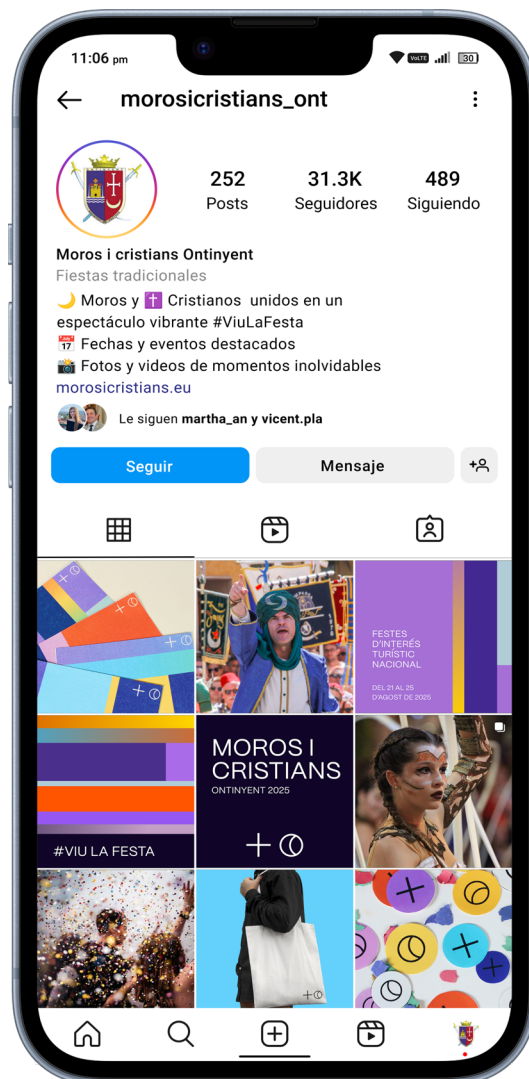 11:06 pm
VoLTE
30
morosicristians_ont
252
Posts
31.3K
Seguidores
489
Siguiendo
Moros i cristians Ontinyent
Fiestas tradicionales
🌙 Moros y ✝️ Cristianos unidos en un
espectáculo vibrante #ViuLaFesta
📅 Fechas y eventos destacados
📸 Fotos y videos de momentos inolvidables
morosicristians.eu
Le siguen martha_an y vicent.pla
Seguir
Mensaje
FESTES
D'INTERÉS
TURÍSTIC
NACIONAL
DEL 21 AL 25
D'AGOST DE 2025
#VIU LA FESTA
MOROS I
CRISTIANS
ONTINYENT 2025